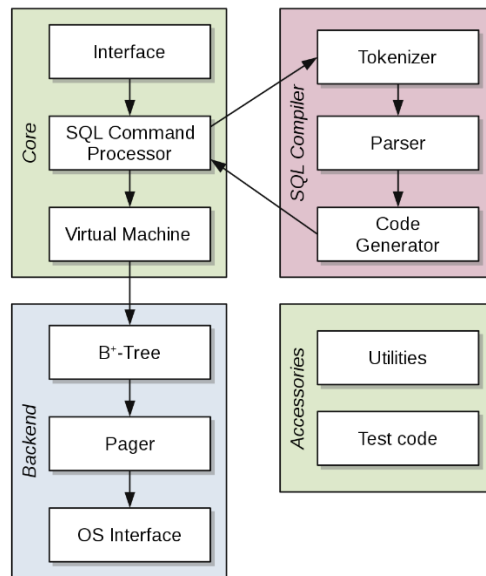 Core
Interface
SQL Command
Processor
Virtual Machine
SQL Compiler
Tokenizer
Parser
Code
Generator
Backend
B⁺-Tree
Pager
OS Interface
Accessories
Utilities
Test code